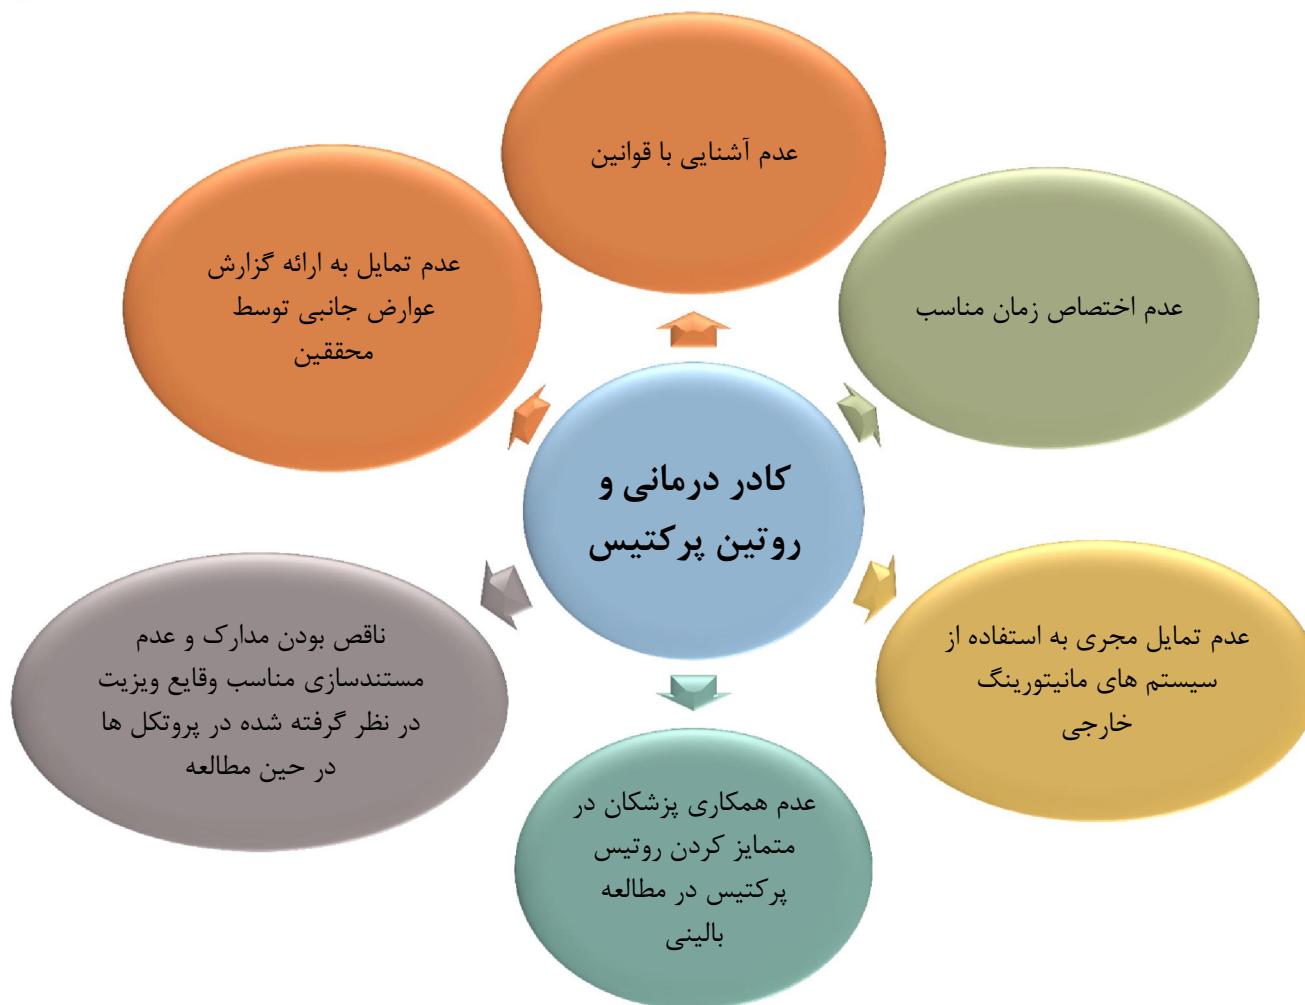 عدم آشنایی با قوانین
عدم اختصاص زمان مناسب
عدم تمایل به ارائه گزارش
عوارض جانبی توسط
محققین
کادر درمانی و
روتین پرکتیس
عدم تمایل مجری به استفاده از
سیستم های مانیتورینگ
خارجی
ناقص بودن مدارک و عدم
مستندسازی مناسب وقایع ویزیت
در نظر گرفته شده در پروتکل ها
در حین مطالعه
عدم همکاری پزشکان در
متمایز کردن روتیس
پرکتیس در مطالعه
بالینی